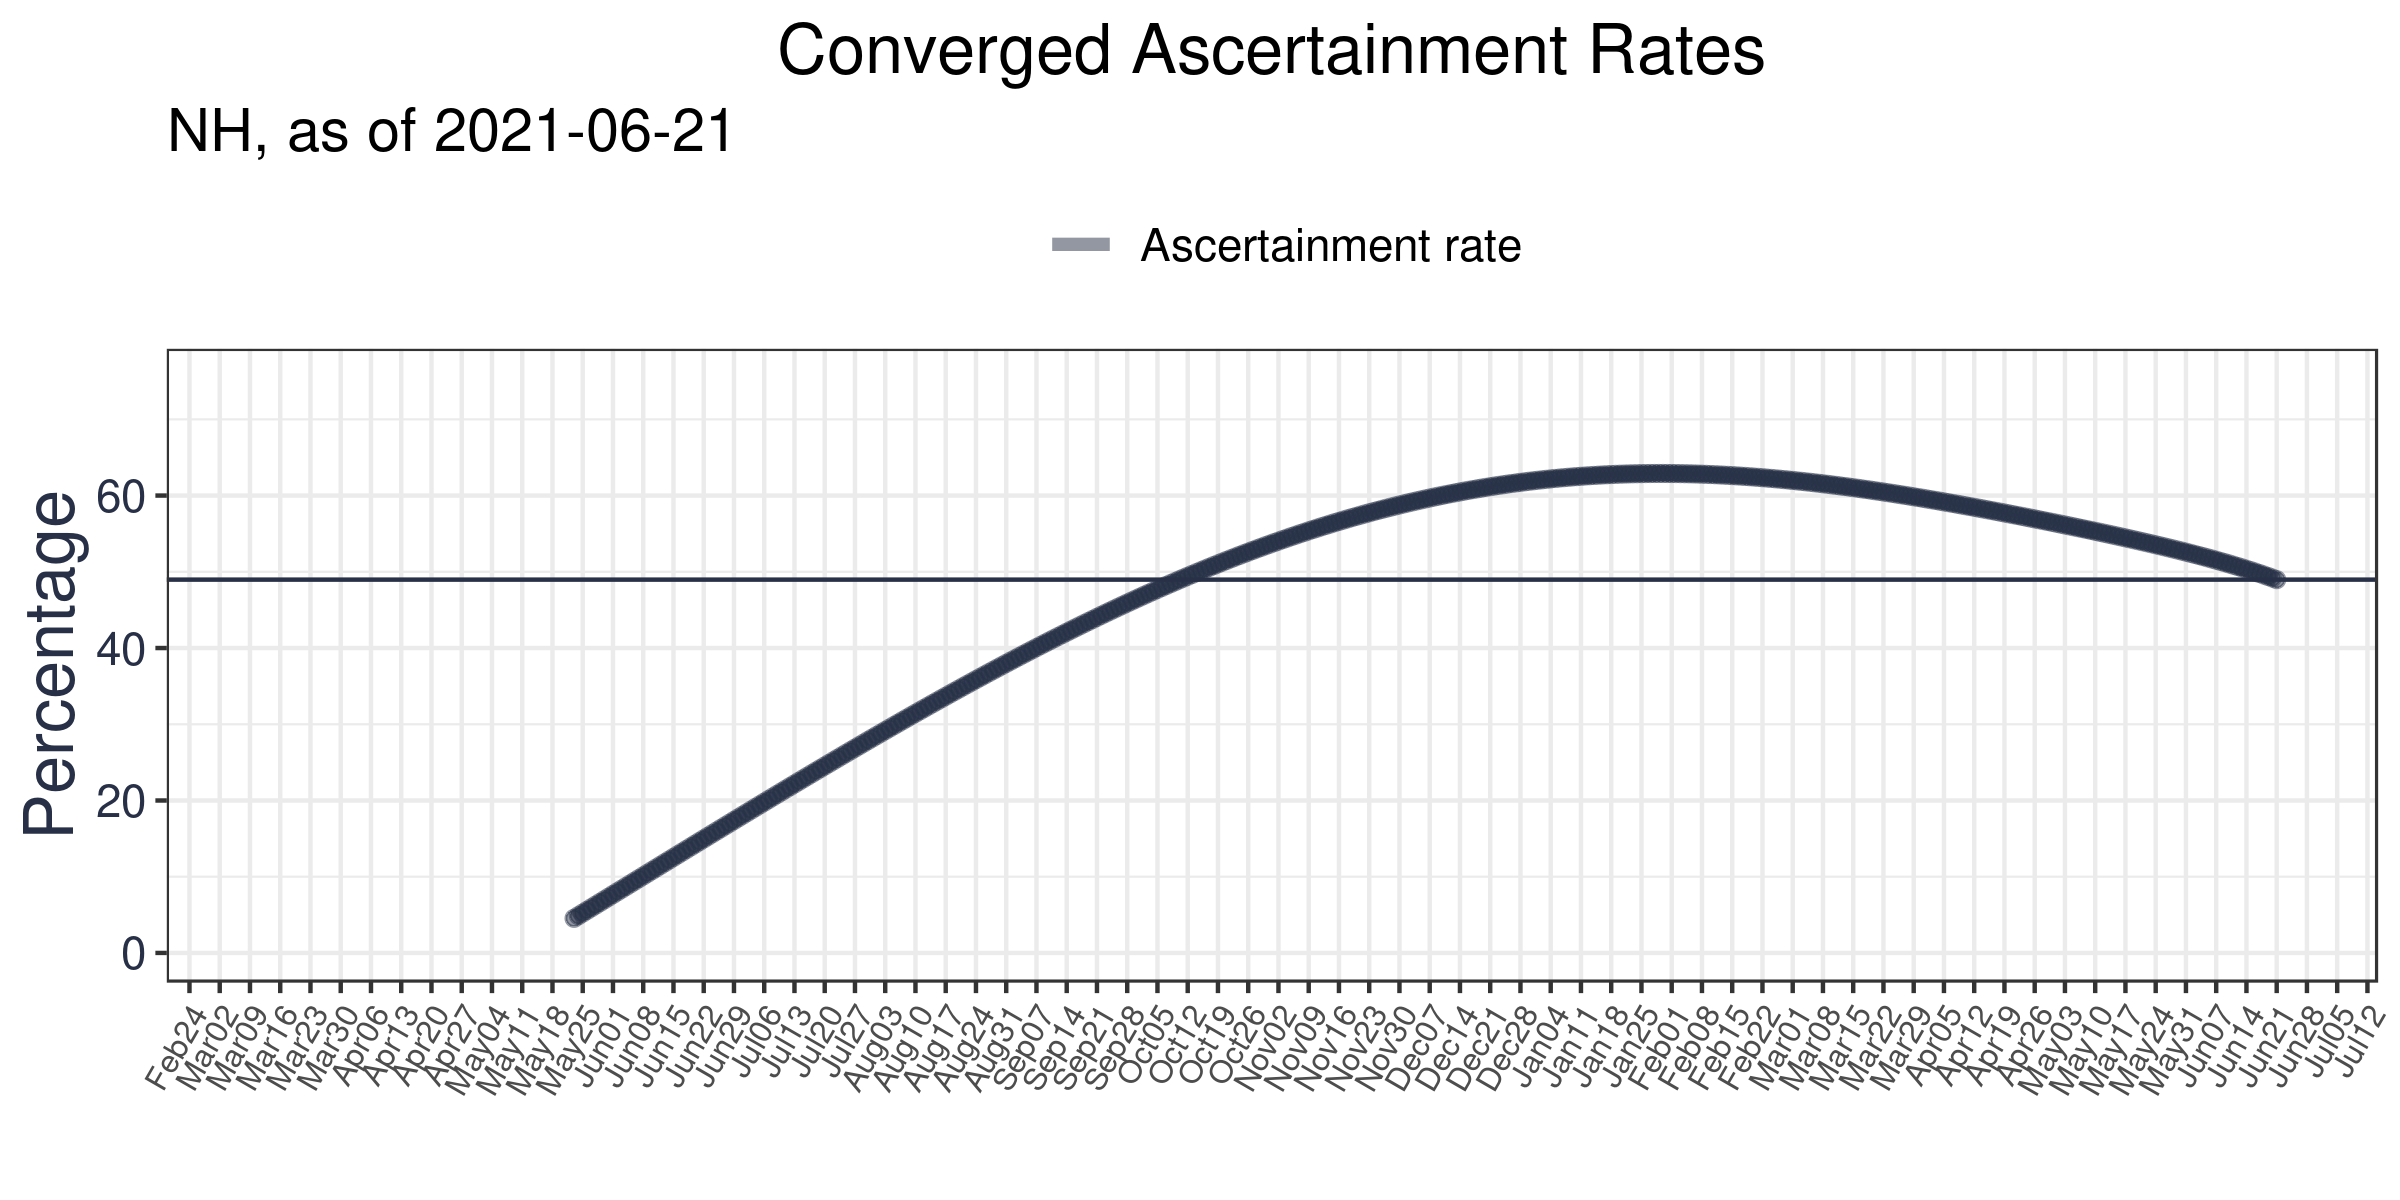 Converged Ascertainment Rates
NH, as of 2021-06-21
Ascertainment rate
Percentage
60
40
20
0
Feb24
Mar02
Mar09
Mar16
Mar23
Mar30
Apr06
Apr13
Apr20
Apr27
May04
May11
May18
May25
Jun01
Jun08
Jun15
Jun22
Jun29
Jul06
Jul13
Jul20
Jul27
Aug03
Aug10
Aug17
Aug24
Aug31
Sep07
Sep14
Sep21
Sep28
Oct05
Oct12
Oct19
Oct26
Nov02
Nov09
Nov16
Nov23
Nov30
Dec07
Dec14
Dec21
Dec28
Jan04
Jan11
Jan18
Jan25
Feb01
Feb08
Feb15
Feb22
Mar01
Mar08
Mar15
Mar22
Mar29
Apr05
Apr12
Apr19
Apr26
May03
May10
May17
May24
May31
Jun07
Jun14
Jun21
Jun28
Jul05
Jul12